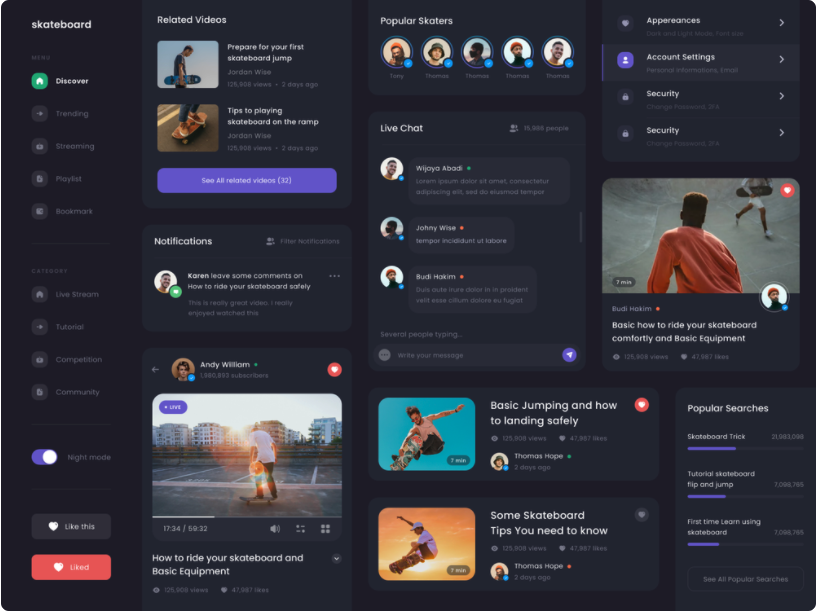 skateboard
MENU
Discover
Trending
Streaming
Playlist
Bookmark
CATEGORY
Live Stream
Tutorial
Competition
Community
Night mode
Like this
Liked
Related Videos
Prepare for your first
skateboard jump
Jordan Wise
125,908 views • 2 days ago
Tips to playing
skateboard on the ramp
Jordan Wise
125,908 views • 2 days ago
See All related videos (32)
Notifications
Filter Notifications
Karen leave some comments on
How to ride your skateboard safely
This is really great video. I really
enjoyed watched this
Andy William
1,980,893 subscribers
LIVE
17:34 / 59:32
How to ride your skateboard and
Basic Equipment
125,908 views
47,987 likes
Popular Skaters
Tony
Thomas
Thomas
Thomas
Thomas
Live Chat
15,986 people
Wijaya Abadi
Lorem ipsum dolor sit amet, consectetur
adipiscing elit, sed do eiusmod tempor
Johny Wise
tempor incididunt ut labore
Budi Hakim
Duis aute irure dolor in in proident
velit esse cillum dolore eu fugiat
Several people typing...
Write your message
7 min
Basic Jumping and how
to landing safely
125,908 views
47,987 likes
Thomas Hope
2 days ago
7 min
Some Skateboard
Tips You need to know
125,908 views
47,987 likes
Thomas Hope
2 days ago
Appereances
Dark and Light Mode, Font size
Account Settings
Personal Informations, Email
Security
Change Password, 2FA
Security
Change Password, 2FA
7 min
Budi Hakim
Basic how to ride your skateboard
comfortly and Basic Equipment
125,908 views
47,987 likes
Popular Searches
Skateboard Trick
21,983,098
Tutorial skateboard
flip and jump
7,098,765
First time Learn using
skateboard
7,098,765
See All Popular Searches